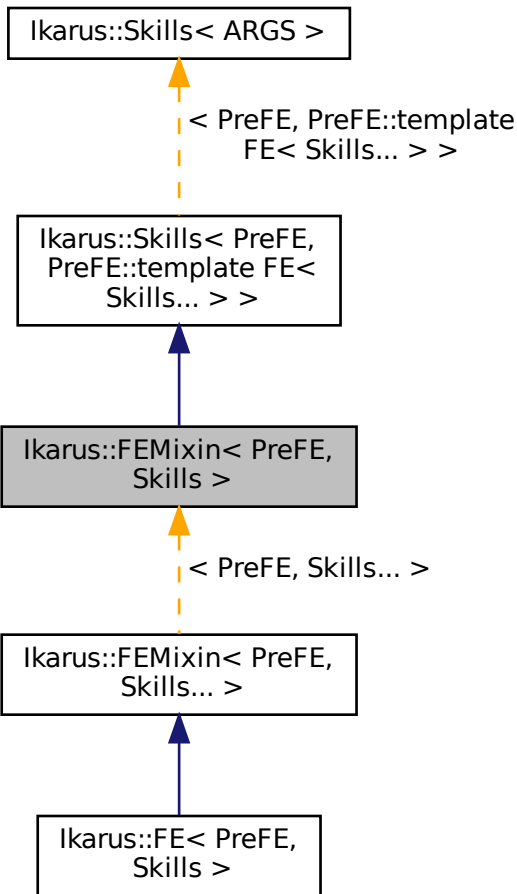 Ikarus::Skills< ARGS >
< PreFE, PreFE::template
FE< Skills... > >
Ikarus::Skills< PreFE,
PreFE::template FE<
Skills... > >
Ikarus::FEMixin< PreFE,
Skills >
< PreFE, Skills... >
Ikarus::FEMixin< PreFE,
Skills... >
Ikarus::FE< PreFE,
Skills >